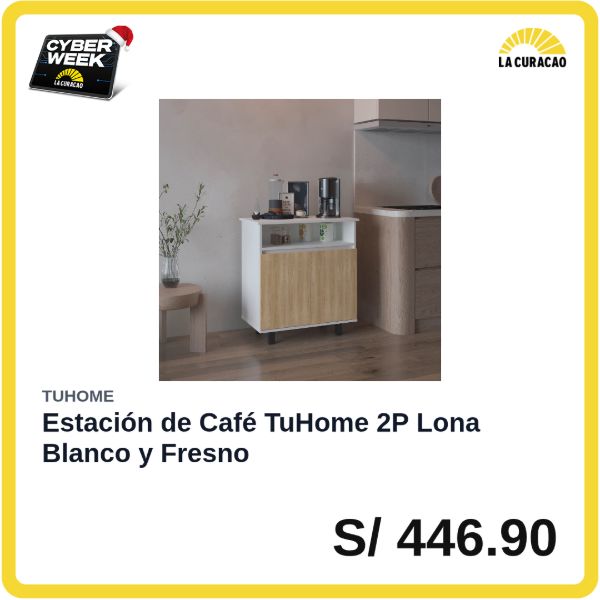 CYBER
WEEK
LA CURACAO
LA CURACAO
TUHOME
Estación de Café TuHome 2P Lona
Blanco y Fresno
S/ 446.90